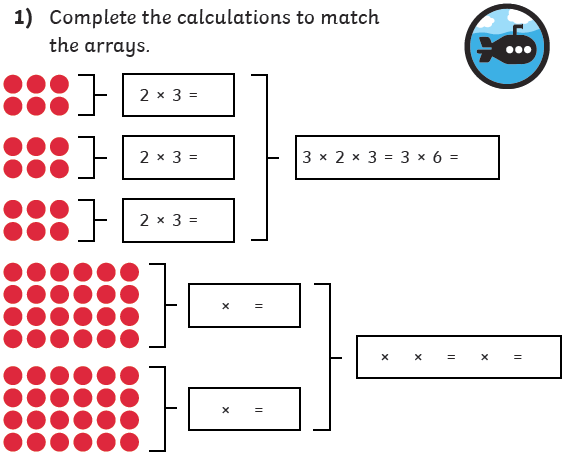 1) Complete the calculations to match
the arrays.
2 × 3 =
2 × 3 =
3 × 2 × 3 = 3 × 6 =
2 × 3 =
× =
× × = × =
× =